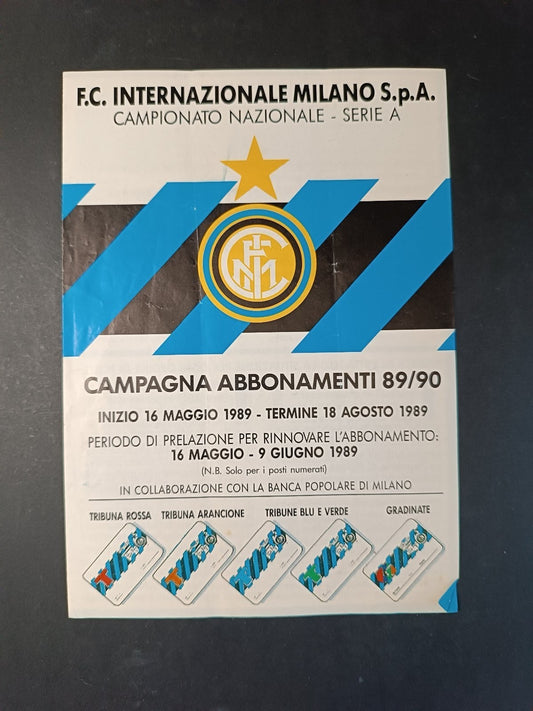 F.C. INTERNAZIONALE MILANO S.p.A.
CAMPIONATO NAZIONALE - SERIE A
CAMPAGNA ABBONAMENTI 89/90
INIZIO 16 MAGGIO 1989 - TERMINE 18 AGOSTO 1989
PERIODO DI PRELAZIONE PER RINNOVARE L'ABBONAMENTO:
16 MAGGIO - 9 GIUGNO 1989
(N.B. Solo per i posti numerati)
IN COLLABORAZIONE CON LA BANCA POPOLARE DI MILANO
TRIBUNA ROSSA TRIBUNA ARANCIONE TRIBUNE BLU E VERDE GRADINATE